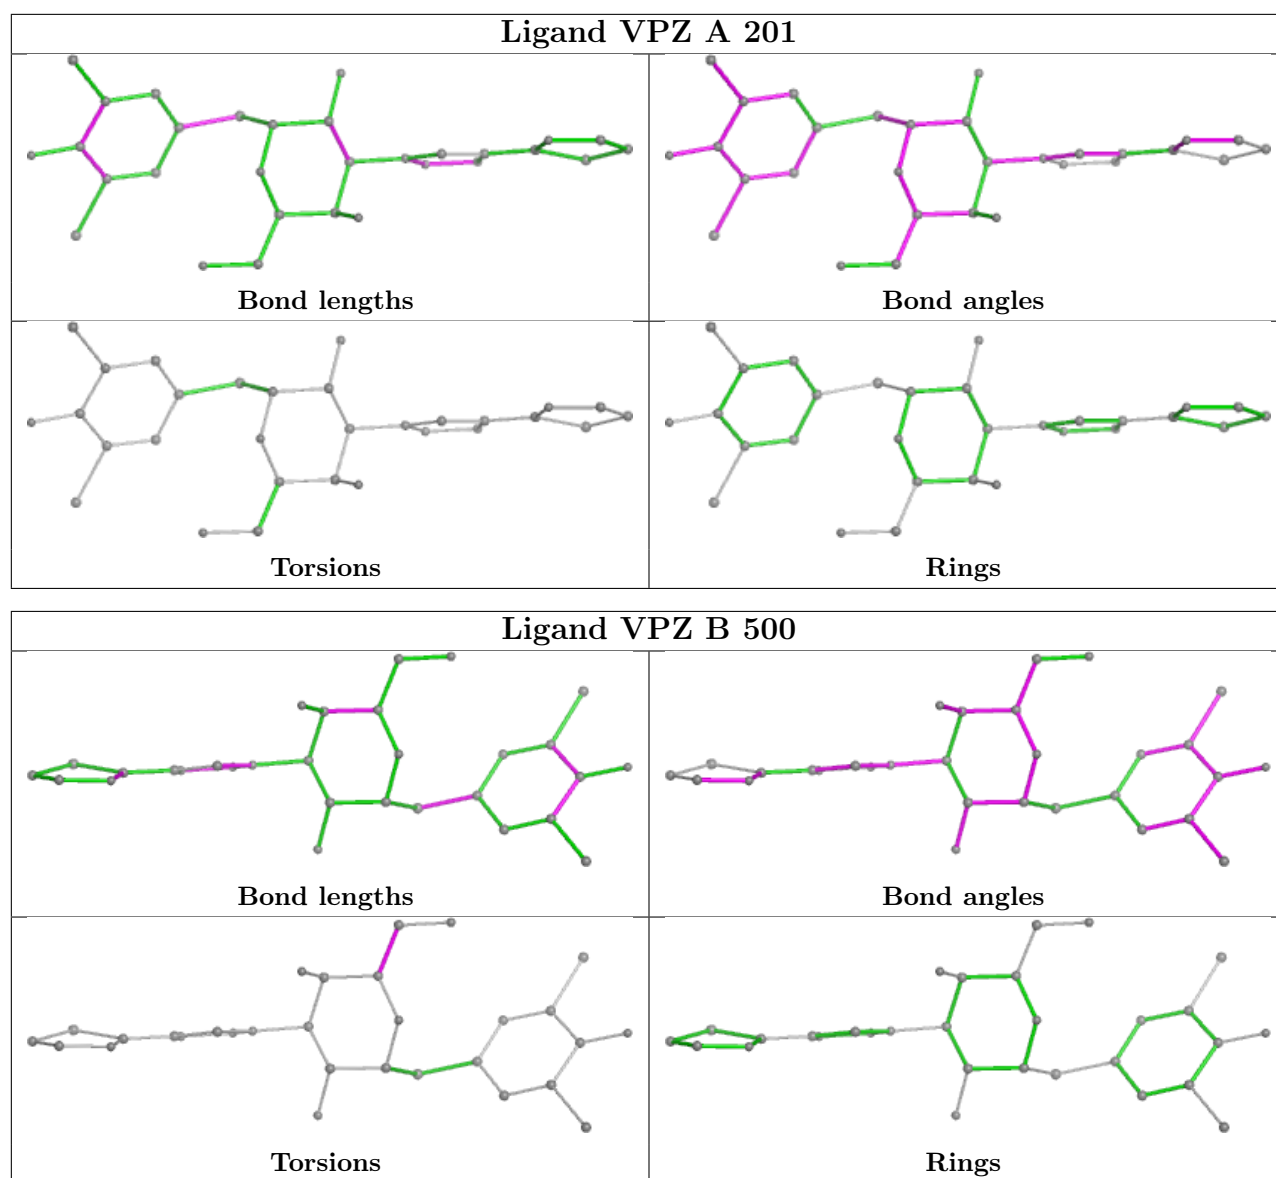 Ligand VPZ A 201
Bond lengths
Bond angles
Torsions
Rings
Ligand VPZ B 500
Bond lengths
Bond angles
Torsions
Rings